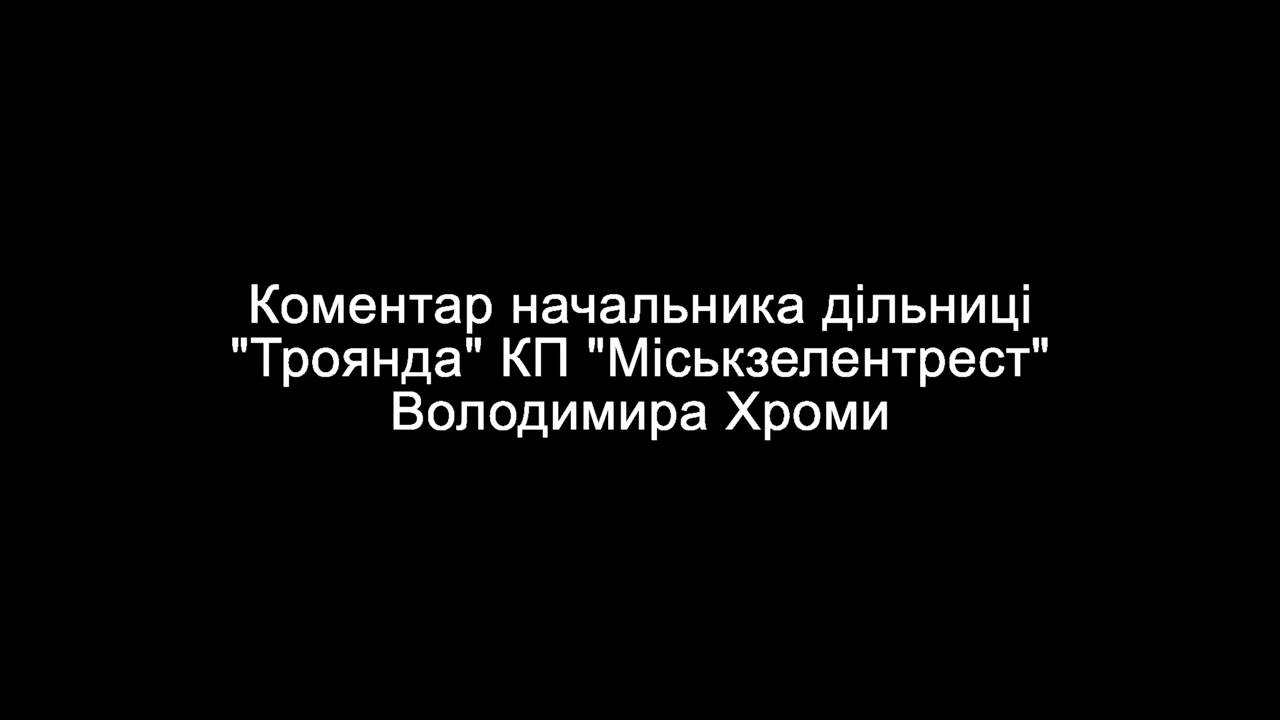 Коментар начальника дільниці
"Троянда" КП "Міськзелентрест"
Володимира Хроми